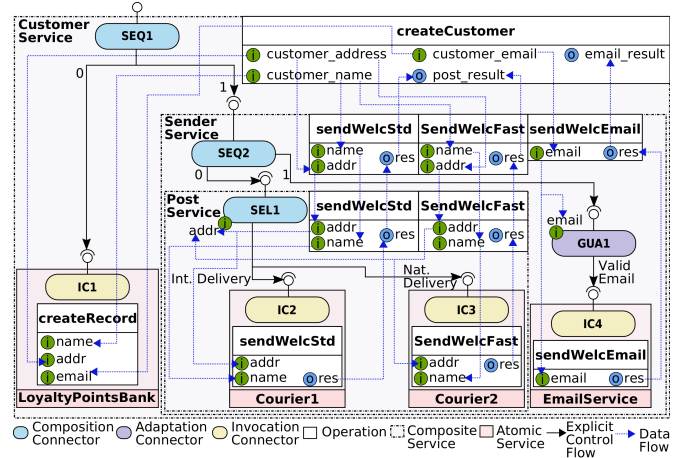 Customer
Service
SEQ1
createCustomer
i customer_address
i customer_email
o email_result
i customer_name
o post_result
0
1
Sender
Service
sendWelcStd
sendWelcFast
sendWelcEmail
i name
i addr
o res
i name
i addr
o res
i email
o res
SEQ2
0
1
Post
Service
SEL1
i
addr
sendWelcStd
sendWelcFast
i addr
i name
o res
i addr
i name
o res
email
i
GUA1
Valid
Email
Int. Delivery
Nat.
Delivery
IC1
createRecord
i name
i addr
i email
LoyaltyPointsBank
IC2
sendWelcStd
i addr
i name
o res
Courier1
IC3
SendWelcFast
i addr
i name
o res
Courier2
IC4
sendWelcEmail
i email
o res
EmailService
Composition
Connector
Adaptation
Connector
Invocation
Connector
Operation
Composite
Service
Atomic
Service
Explicit
Control
Flow
Data
Flow